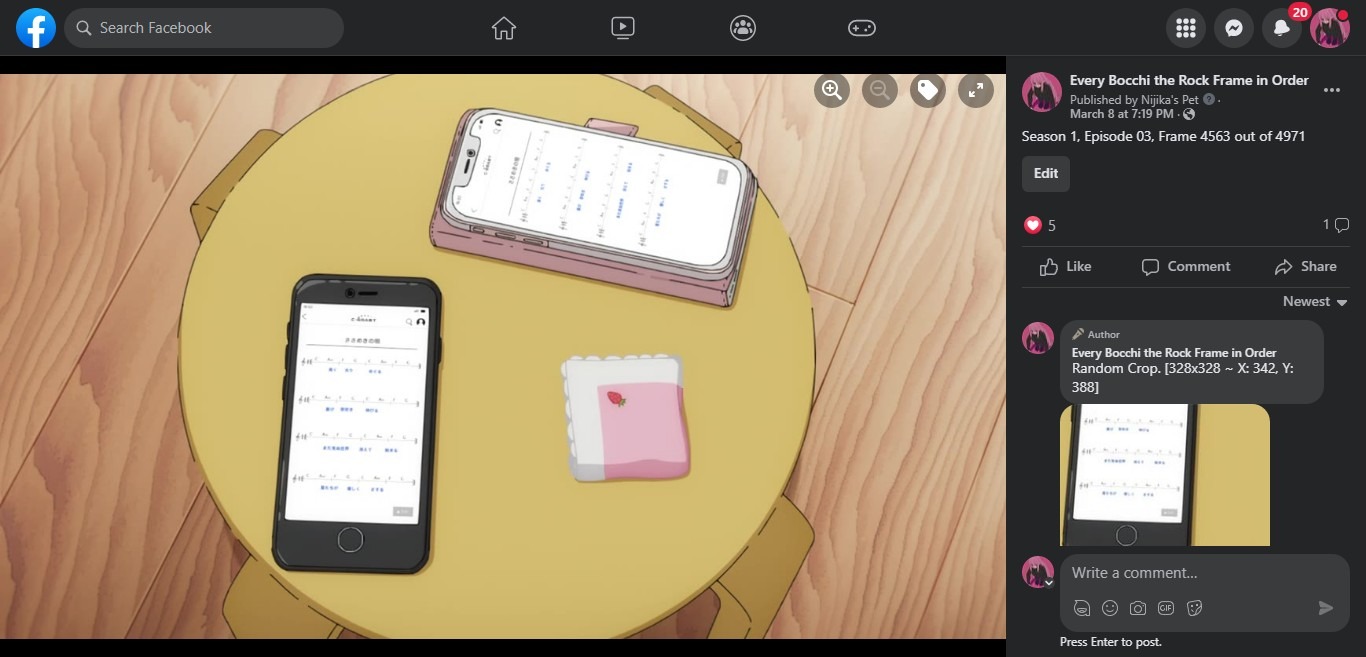 Search Facebook
20
Every Bocchi the Rock Frame in Order
Published by Nijika's Pet ·
March 8 at 7:19 PM ·
Season 1, Episode 03, Frame 4563 out of 4971
Edit
5
1
Like
Comment
Share
Newest
Author
Every Bocchi the Rock Frame in Order
Random Crop. [328x328 ~ X: 342, Y:
388]
Write a comment...
GIF
Press Enter to post.